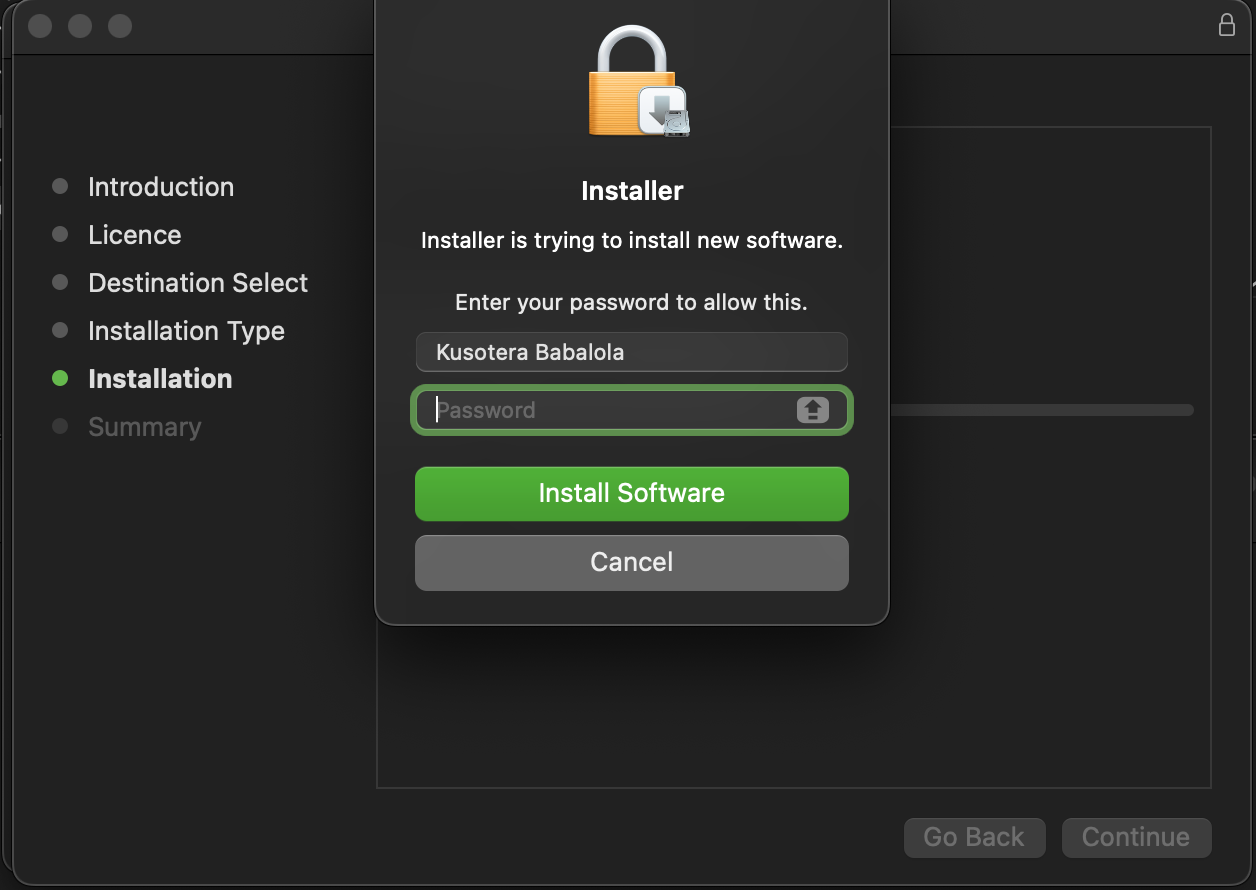 Introduction
Licence
Destination Select
Installation Type
Installation
Summary
Installer
Installer is trying to install new software.
Enter your password to allow this.
Kusotera Babalola
Password
Install Software
Cancel
Go Back
Continue